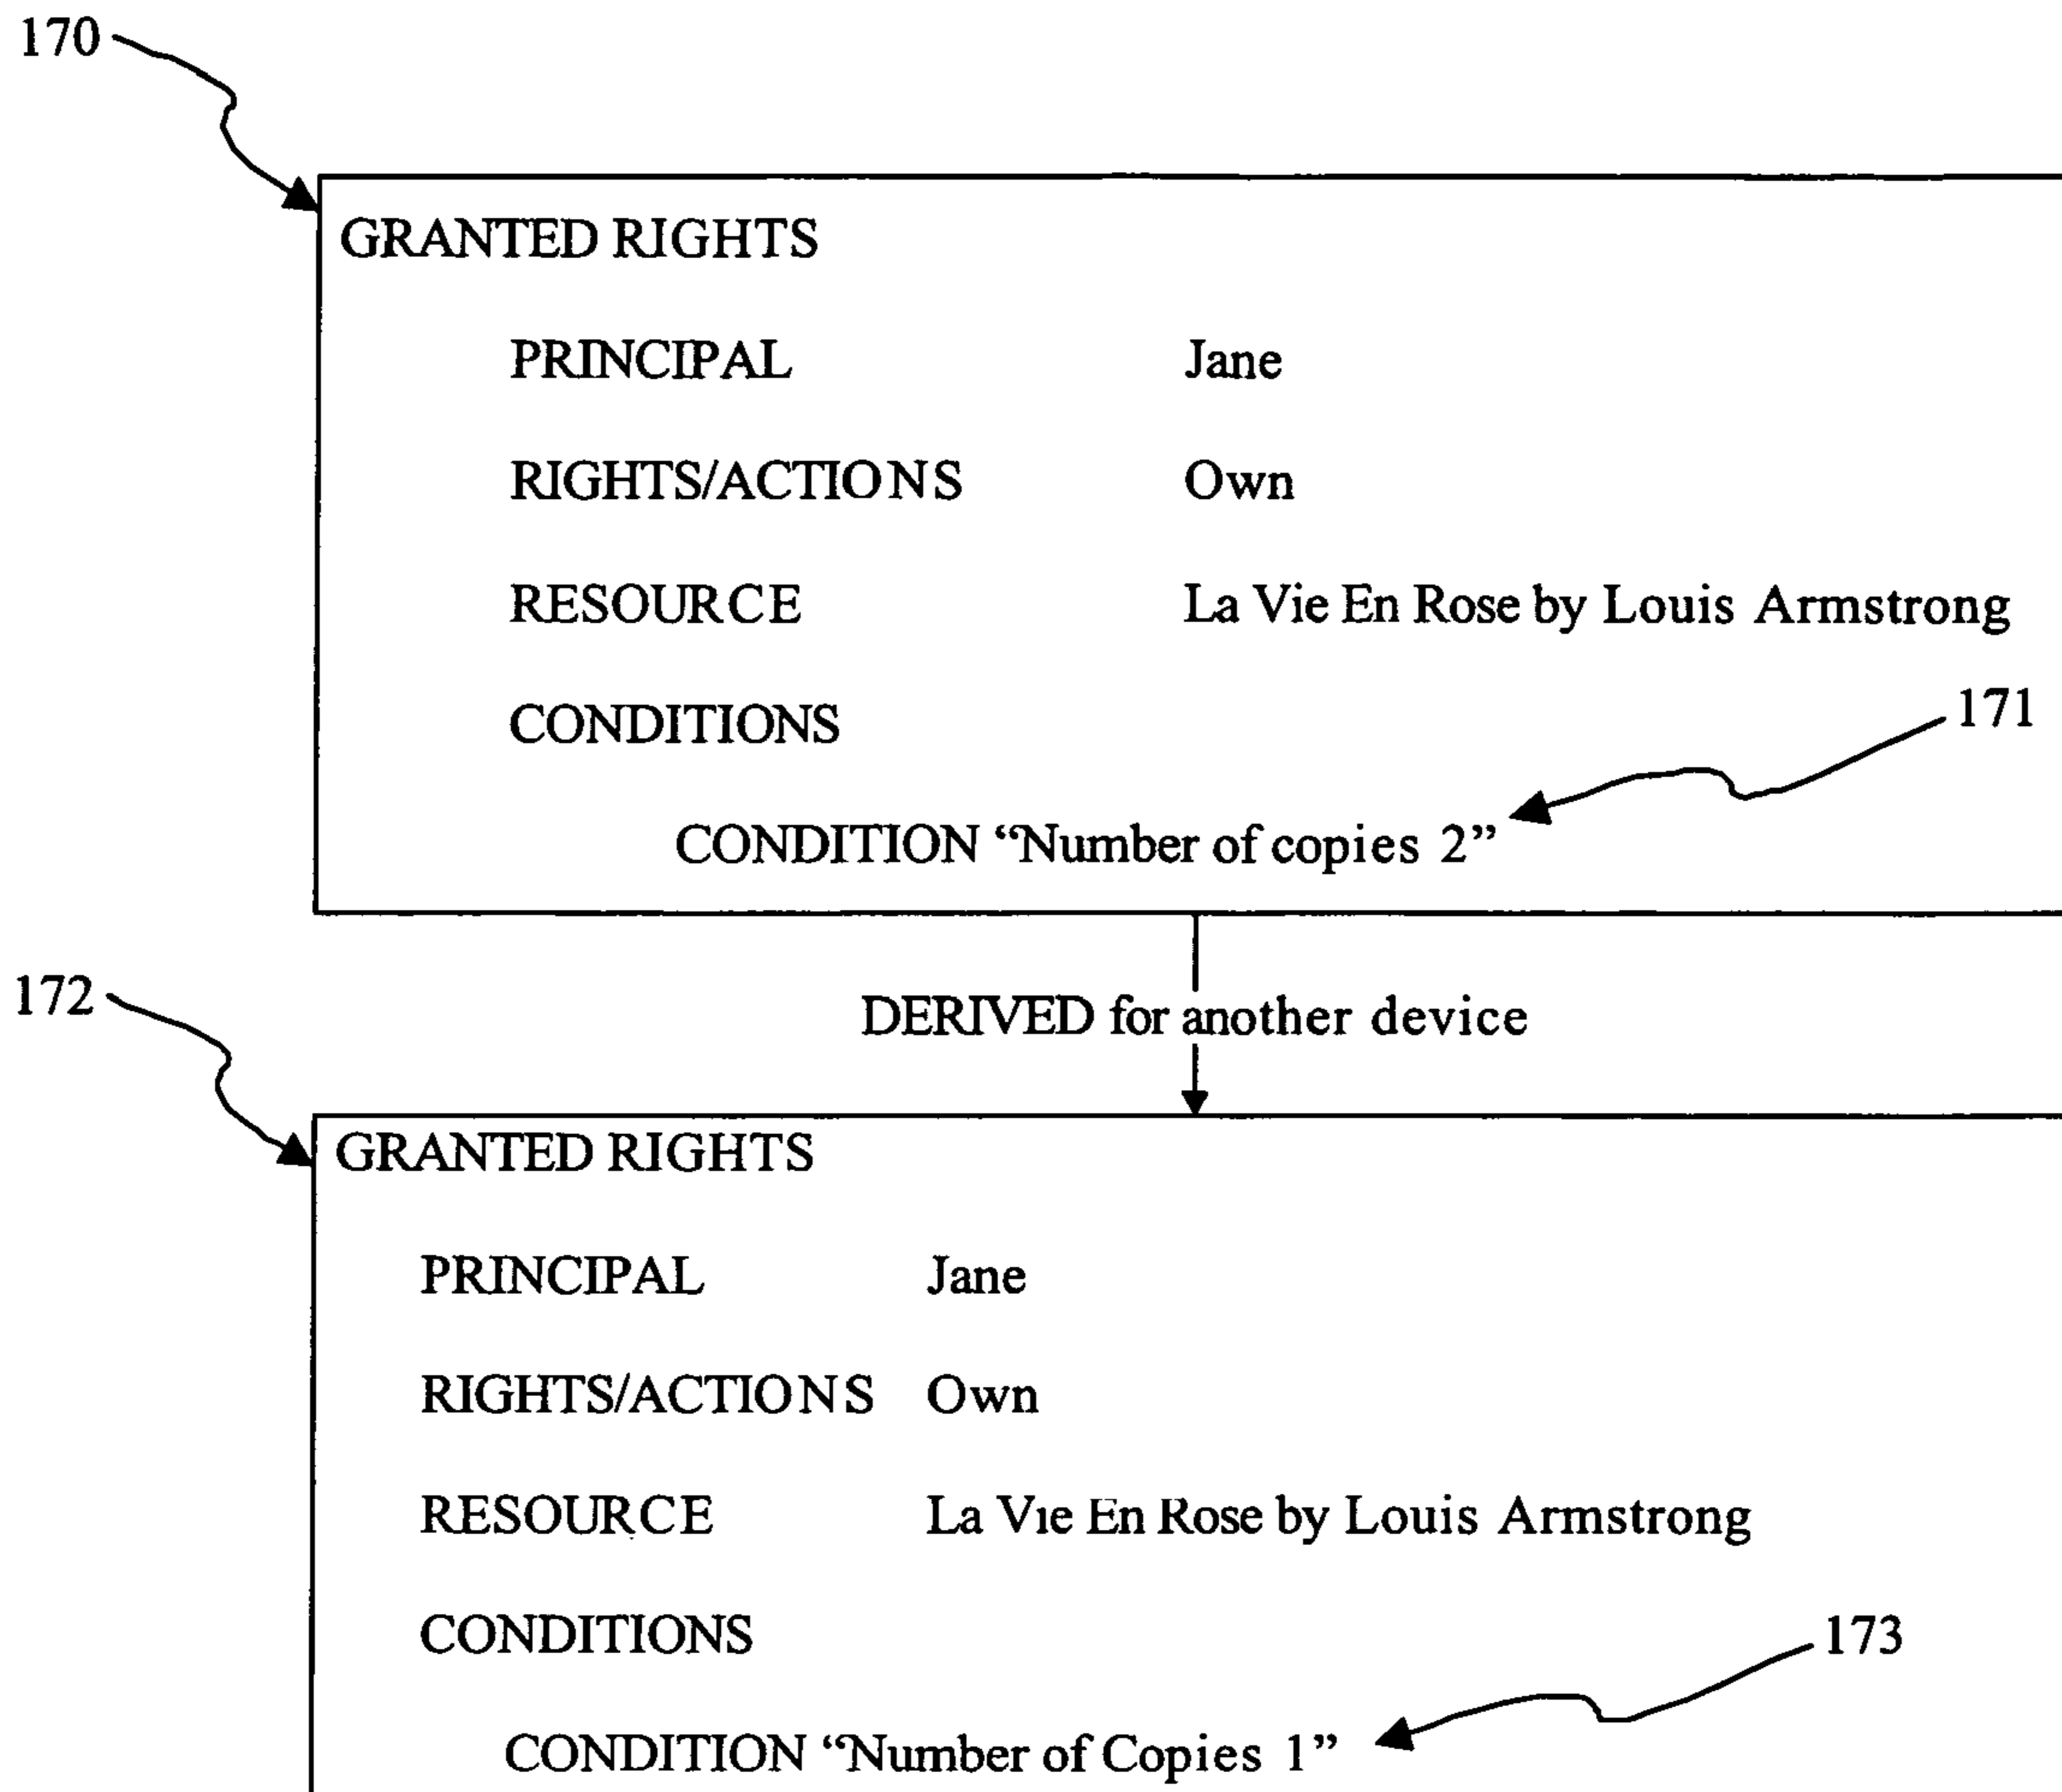 170
GRANTED RIGHTS
PRINCIPAL Jane
RIGHTS/ACTIONS Own
RESOURCE La Vie En Rose by Louis Armstrong
171
CONDITIONS
CONDITION “Number of copies 2”
172
DERIVED for another device
GRANTED RIGHTS
PRINCIPAL Jane
RIGHTS/ACTIONS Own
RESOURCE La Vie En Rose by Louis Armstrong
CONDITIONS
173
CONDITION “Number of Copies 1”